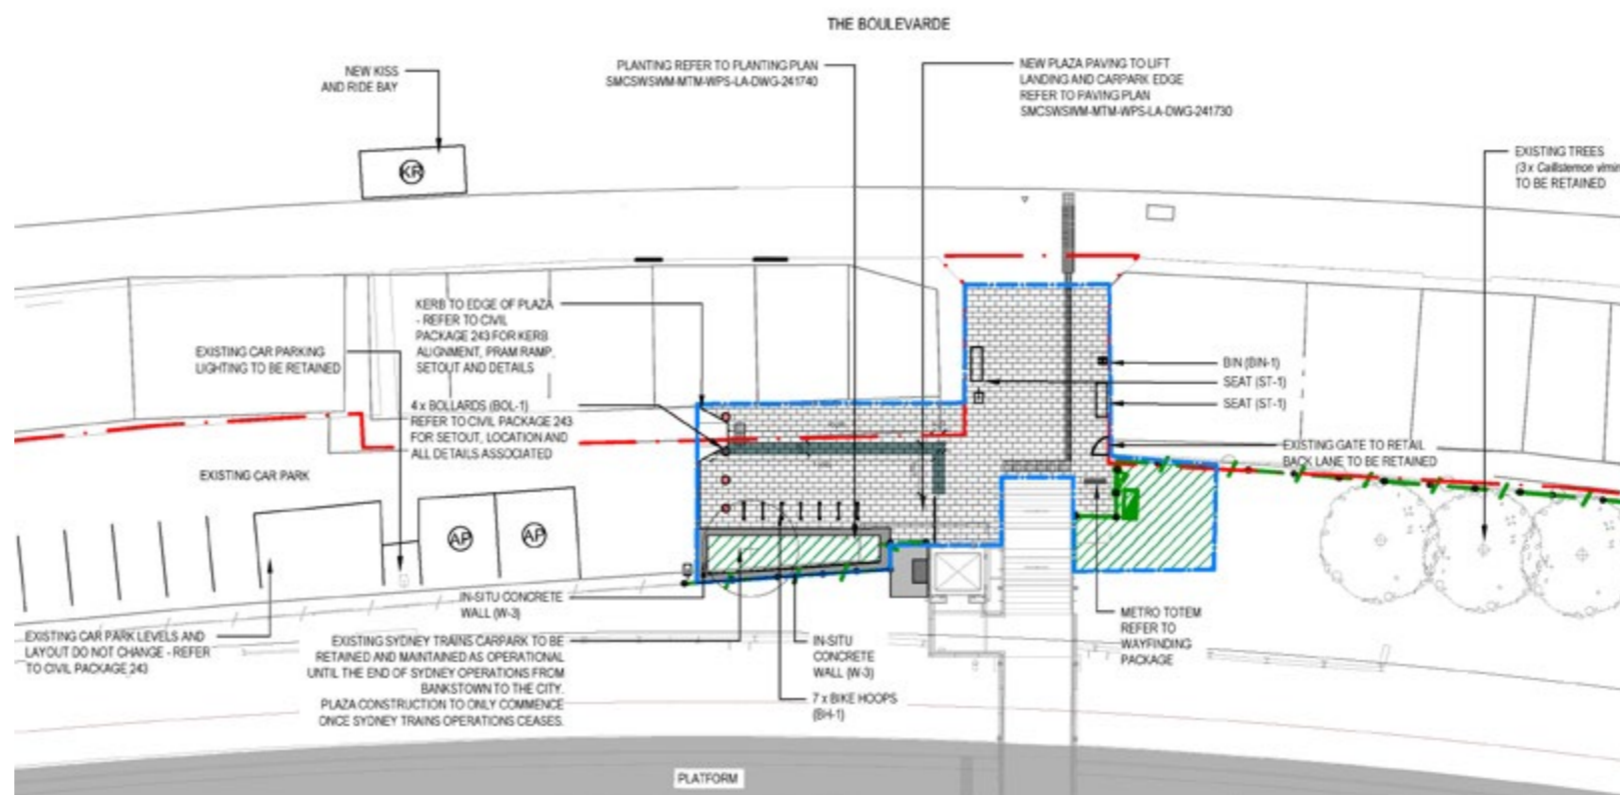 THE BOULEVARDE
NEW KISS
AND RIDE BAY
KR
PLANTING REFER TO PLANTING PLAN
SMCSWSWM-MTM-WPS-LA-DWG-241740
NEW PLAZA PAVING TO LIFT
LANDING AND CARPARK EDGE
REFER TO PAVING PLAN
SMCSWSWM-MTM-WPS-LA-DWG-241730
EXISTING TREES
(3 x Callistemon vimin
TO BE RETAINED
KERB TO EDGE OF PLAZA
- REFER TO CIVIL
PACKAGE 243 FOR KERB
ALIGNMENT, PRAM RAMP,
SETOUT AND DETAILS
EXISTING CAR PARKING
LIGHTING TO BE RETAINED
4 x BOLLARDS (BOL-1)
REFER TO CIVIL PACKAGE 243
FOR SETOUT, LOCATION AND
ALL DETAILS ASSOCIATED
BIN (BIN-1)
SEAT (ST-1)
SEAT (ST-1)
EXISTING GATE TO RETAIL
BACK LANE TO BE RETAINED
EXISTING CAR PARK
AP
AP
IN-SITU CONCRETE
WALL (W-3)
EXISTING CAR PARK LEVELS AND
LAYOUT DO NOT CHANGE - REFER
TO CIVIL PACKAGE 243
EXISTING SYDNEY TRAINS CARPARK TO BE
RETAINED AND MAINTAINED AS OPERATIONAL
UNTIL THE END OF SYDNEY OPERATIONS FROM
BANKSTOWN TO THE CITY.
PLAZA CONSTRUCTION TO ONLY COMMENCE
ONCE SYDNEY TRAINS OPERATIONS CEASES.
IN-SITU
CONCRETE
WALL (W-3)
7 x BIKE HOOPS
(BH-1)
METRO TOTEM
REFER TO
WAYFINDING
PACKAGE
PLATFORM